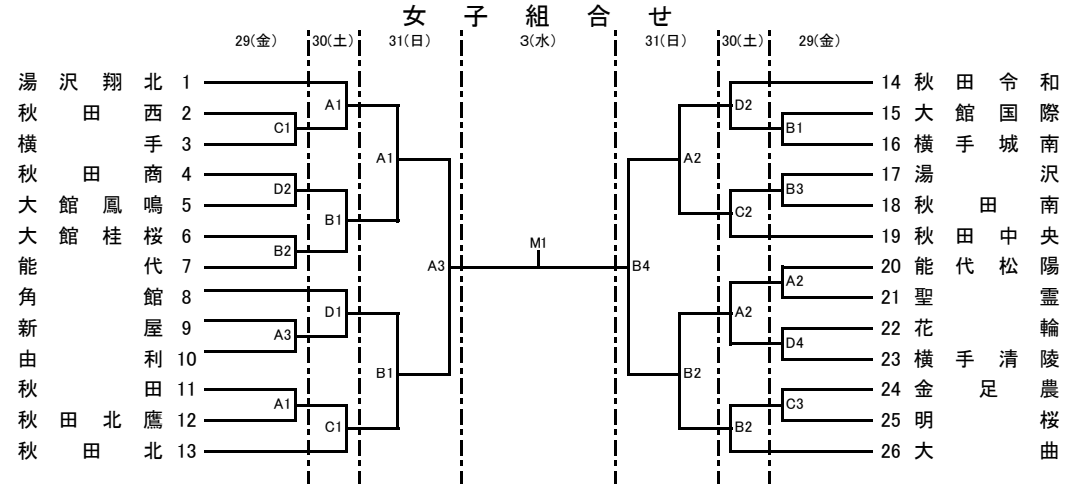 女子組合せ
29(金) 30(土) 31(日) 3(水) 31(日) 30(土) 29(金)
湯沢翔北 1
秋田西 2
横手 3
秋田商 4
大館鳳鳴 5
大館桂桜 6
能代 7
角館 8
新屋 9
由利 10
秋田 11
秋田北鷹 12
秋田北 13
C1
D2
B2
A3
A1
A1
B1
D1
C1
A1
B1
A3
M1
B4
A2
B2
D2
C2
A2
B2
B1
B3
A2
D4
C3
14 秋田令和
15 大館国際
16 横手城南
17 湯沢
18 秋田南
19 秋田中央
20 能代松陽
21 聖霊
22 花輪
23 横手清陵
24 金足農
25 明桜
26 大曲